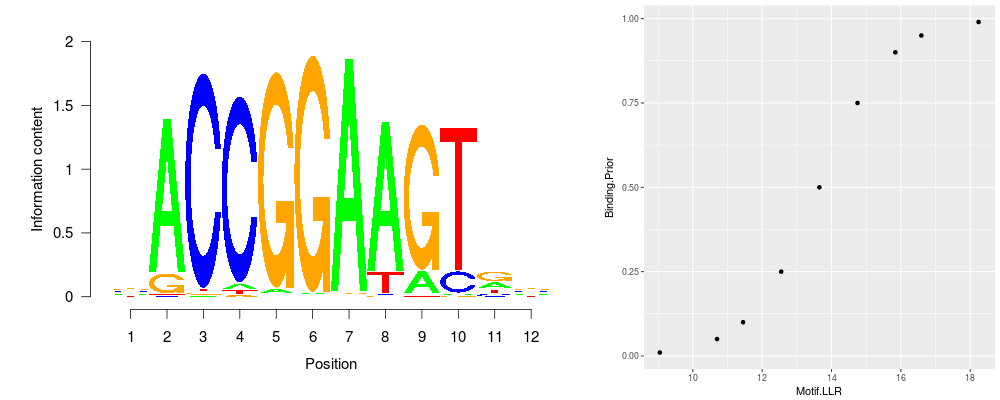 2
1.5
1
0.5
0
Information content
ACCGGAAGT
G A T A C G
A
1 2 3 4 5 6 7 8 9 10 11 12
Position
1.00
0.75
0.50
0.25
0.00
Binding.Prior
10 12 14 16 18
Motif.LLR